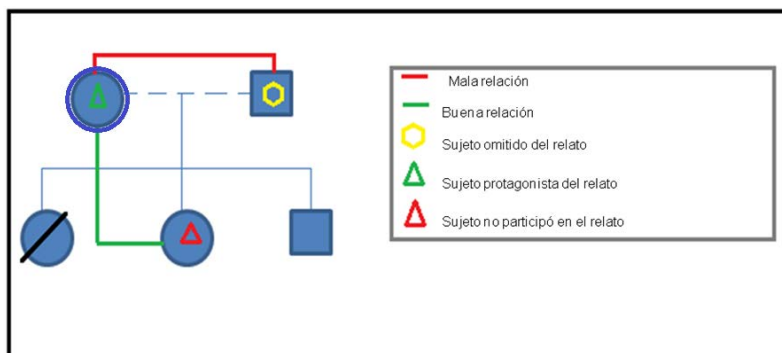 Mala relación
Buena relación
Sujeto omitido del relato
Sujeto protagonista del relato
Sujeto no participó en el relato